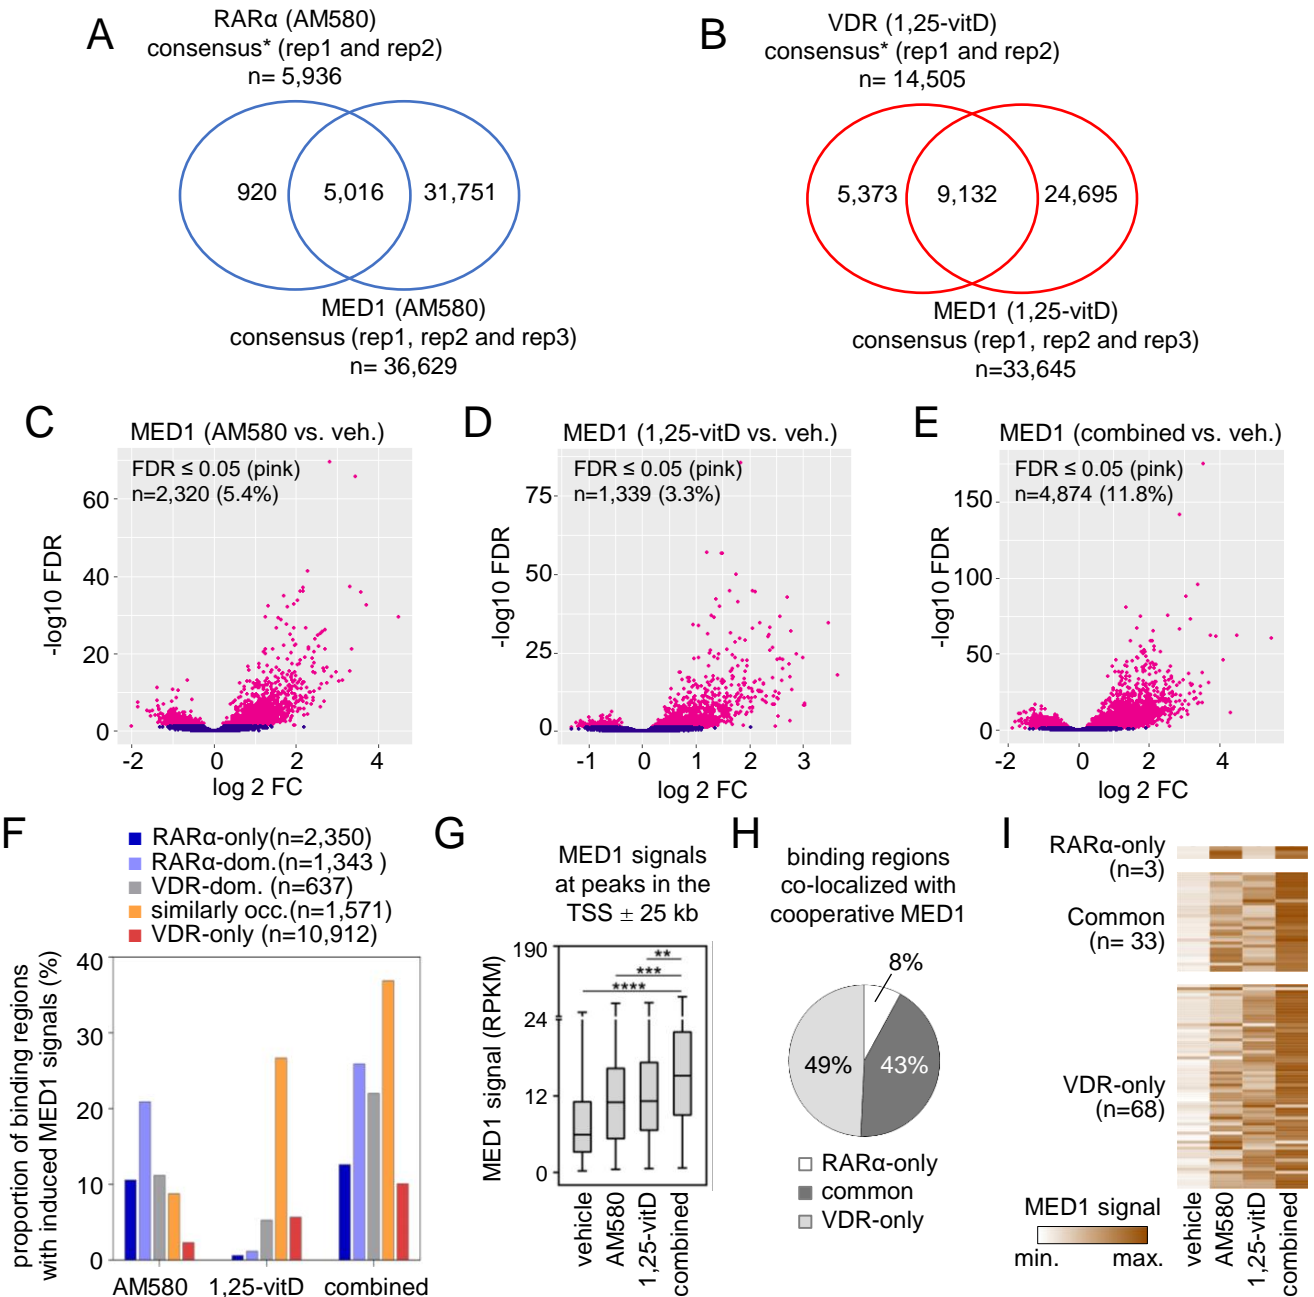 A
RARα (AM580)
consensus* (rep1 and rep2)
n= 5,936
920
5,016
31,751
MED1 (AM580)
consensus (rep1, rep2 and rep3)
n= 36,629
B
VDR (1,25-vitD)
consensus* (rep1 and rep2)
n= 14,505
5,373
9,132
24,695
MED1 (1,25-vitD)
consensus (rep1, rep2 and rep3)
n=33,645
C
MED1 (AM580 vs. veh.)
FDR ≤ 0.05 (pink)
n=2,320 (5.4%)
-log10 FDR
60
40
20
0
-2
0
2
4
log 2 FC
D
MED1 (1,25-vitD vs. veh.)
FDR ≤ 0.05 (pink)
n=1,339 (3.3%)
-log10 FDR
75
50
25
0
-1
0
1
2
3
log 2 FC
E
MED1 (combined vs. veh.)
FDR ≤ 0.05 (pink)
n=4,874 (11.8%)
-log10 FDR
150
100
50
0
-2
0
2
4
log 2 FC
F
RARα-only(n=2,350)
RARα-dom.(n=1,343 )
VDR-dom. (n=637)
similarly occ.(n=1,571)
VDR-only (n=10,912)
proportion of binding regions
with induced MED1 signals (%)
40
30
20
10
0
AM580
1,25-vitD
combined
G
MED1 signals
at peaks in the
TSS ± 25 kb
MED1 signal (RPKM)
190
24
12
0
**
***
****
vehicle
AM580
1,25-vitD
combined
H
binding regions
co-localized with
cooperative MED1
8%
49%
43%
RARα-only
common
VDR-only
I
RARα-only
(n=3)
Common
(n= 33)
VDR-only
(n=68)
MED1 signal
min.
max.
vehicle
AM580
1,25-vitD
combined